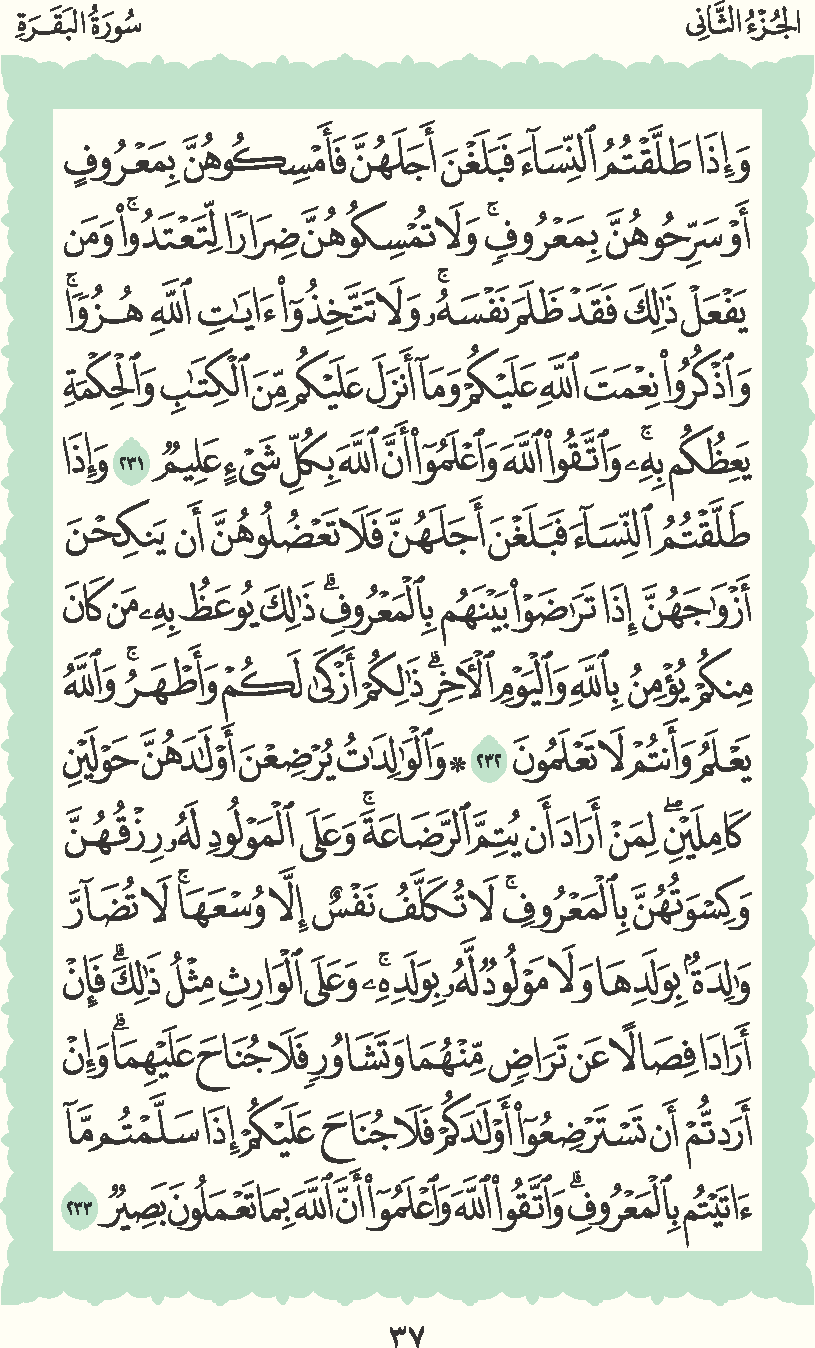 الجُزْءُ الثَّانِى
سُورَةُ البَقَرَةِ
وَإِذَا طَلَّقْتُمُ ٱلنِّسَآءَ فَبَلَغْنَ أَجَلَهُنَّ فَأَمْسِكُوهُنَّ بِمَعْرُوفٍ
أَوْ سَرِّحُوهُنَّ بِمَعْرُوفٖۚ وَلَا تُمْسِكُوهُنَّ ضِرَارٗا لِّتَعْتَدُوا۟ۚ وَمَن
يَفْعَلْ ذَٰلِكَ فَقَدْ ظَلَمَ نَفْسَهُۥۚ وَلَا تَتَّخِذُوٓا۟ ءَايَٰتِ ٱللَّهِ هُزُوٗاۚ
وَٱذْكُرُوا۟ نِعْمَتَ ٱللَّهِ عَلَيْكُمْ وَمَآ أَنزَلَ عَلَيْكُم مِّنَ ٱلْكِتَٰبِ وَٱلْحِكْمَةِ
يَعِظُكُم بِهِۦۚ وَٱتَّقُوا۟ ٱللَّهَ وَٱعْلَمُوٓا۟ أَنَّ ٱللَّهَ بِكُلِّ شَىْءٍ عَلِيمٞ ٢٣١ وَإِذَا
طَلَّقْتُمُ ٱلنِّسَآءَ فَبَلَغْنَ أَجَلَهُنَّ فَلَا تَعْضُلُوهُنَّ أَن يَنكِحْنَ
أَزْوَٰجَهُنَّ إِذَا تَرَٰضَوْا۟ بَيْنَهُم بِٱلْمَعْرُوفِۗ ذَٰلِكَ يُوعَظُ بِهِۦ مَن كَانَ
مِنكُمْ يُؤْمِنُ بِٱللَّهِ وَٱلْيَوْمِ ٱلْأٓخِرِۗ ذَٰلِكُمْ أَزْكَىٰ لَكُمْ وَأَطْهَرُۚ وَٱللَّهُ
يَعْلَمُ وَأَنتُمْ لَا تَعْلَمُونَ ٢٣٢ * وَٱلْوَٰلِدَٰتُ يُرْضِعْنَ أَوْلَٰدَهُنَّ حَوْلَيْنِ
كَامِلَيْنِۖ لِمَنْ أَرَادَ أَن يُتِمَّ ٱلرَّضَاعَةَۚ وَعَلَى ٱلْمَوْلُودِ لَهُۥ رِزْقُهُنَّ
وَكِسْوَتُهُنَّ بِٱلْمَعْرُوفِۚ لَا تُكَلَّفُ نَفْسٌ إِلَّا وُسْعَهَاۚ لَا تُضَآرَّ
وَٰلِدَةُۢ بِوَلَدِهَا وَلَا مَوْلُودٞ لَّهُۥ بِوَلَدِهِۦۚ وَعَلَى ٱلْوَارِثِ مِثْلُ ذَٰلِكَۗ فَإِنْ
أَرَادَا فِصَالًا عَن تَرَاضٖ مِّنْهُمَا وَتَشَاوُرٖ فَلَا جُنَاحَ عَلَيْهِمَاۗ وَإِنْ
أَرَدتُّمْ أَن تَسْتَرْضِعُوٓا۟ أَوْلَٰدَكُمْ فَلَا جُنَاحَ عَلَيْكُمْ إِذَا سَلَّمْتُم مَّآ
ءَاتَيْتُم بِٱلْمَعْرُوفِۗ وَٱتَّقُوا۟ ٱللَّهَ وَٱعْلَمُوٓا۟ أَنَّ ٱللَّهَ بِمَا تَعْمَلُونَ بَصِيرٞ ٢٣٣
٣٧